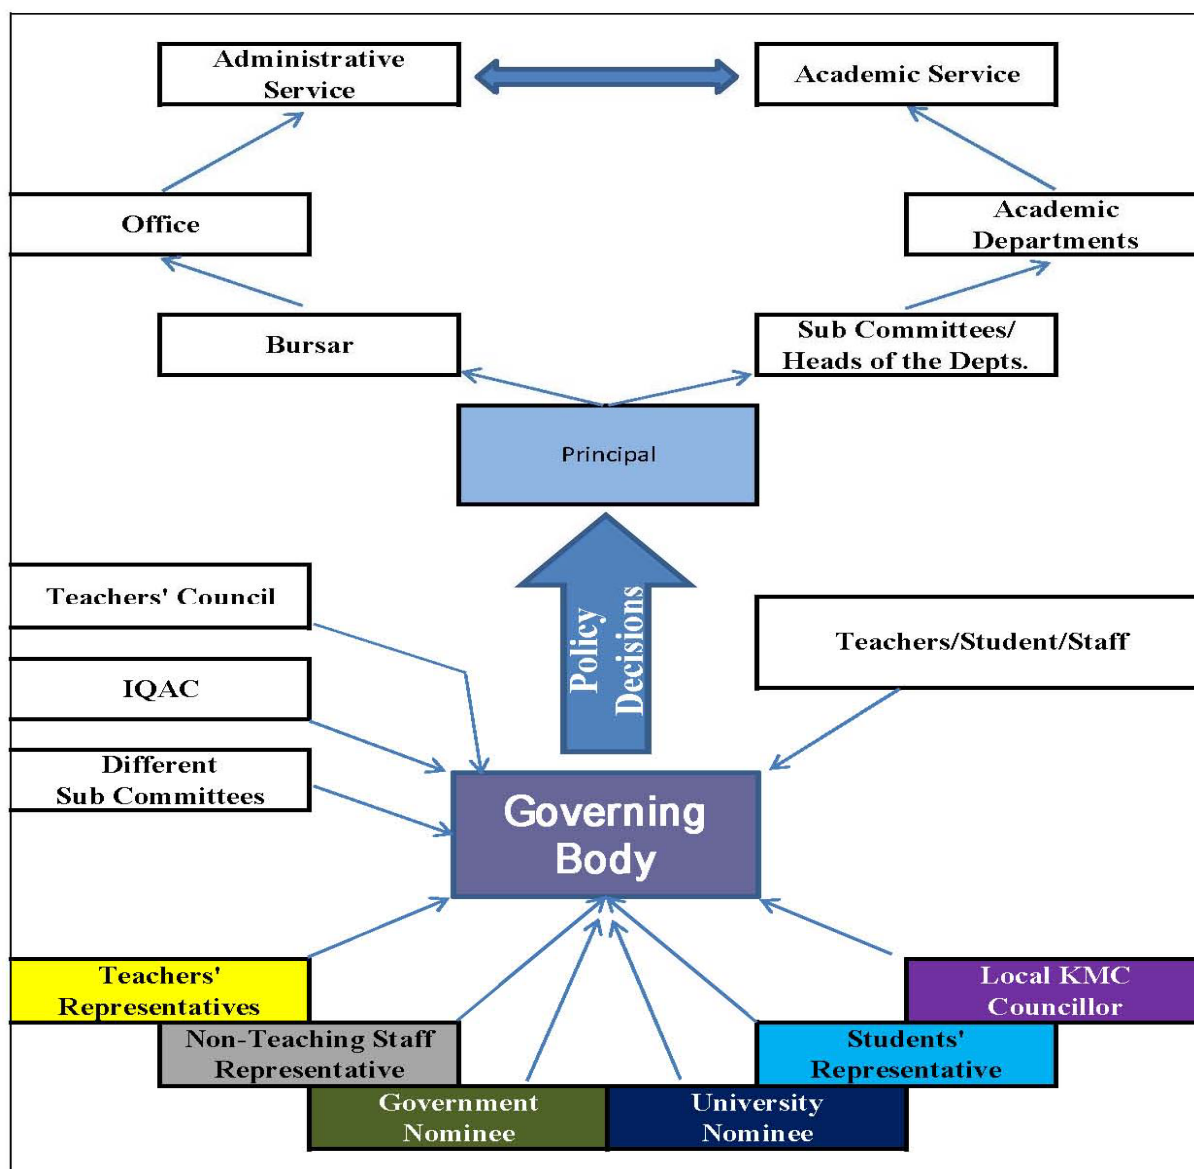 Administrative
Service
Academic Service
Office
Academic
Departments
Bursar
Sub Committees/
Heads of the Depts.
Principal
Policy
Decisions
Teachers' Council
Teachers/Student/Staff
IQAC
Different
Sub Committees
Governing
Body
Teachers'
Representatives
Local KMC
Councillor
Non-Teaching Staff
Representative
Students'
Representative
Government
Nominee
University
Nominee